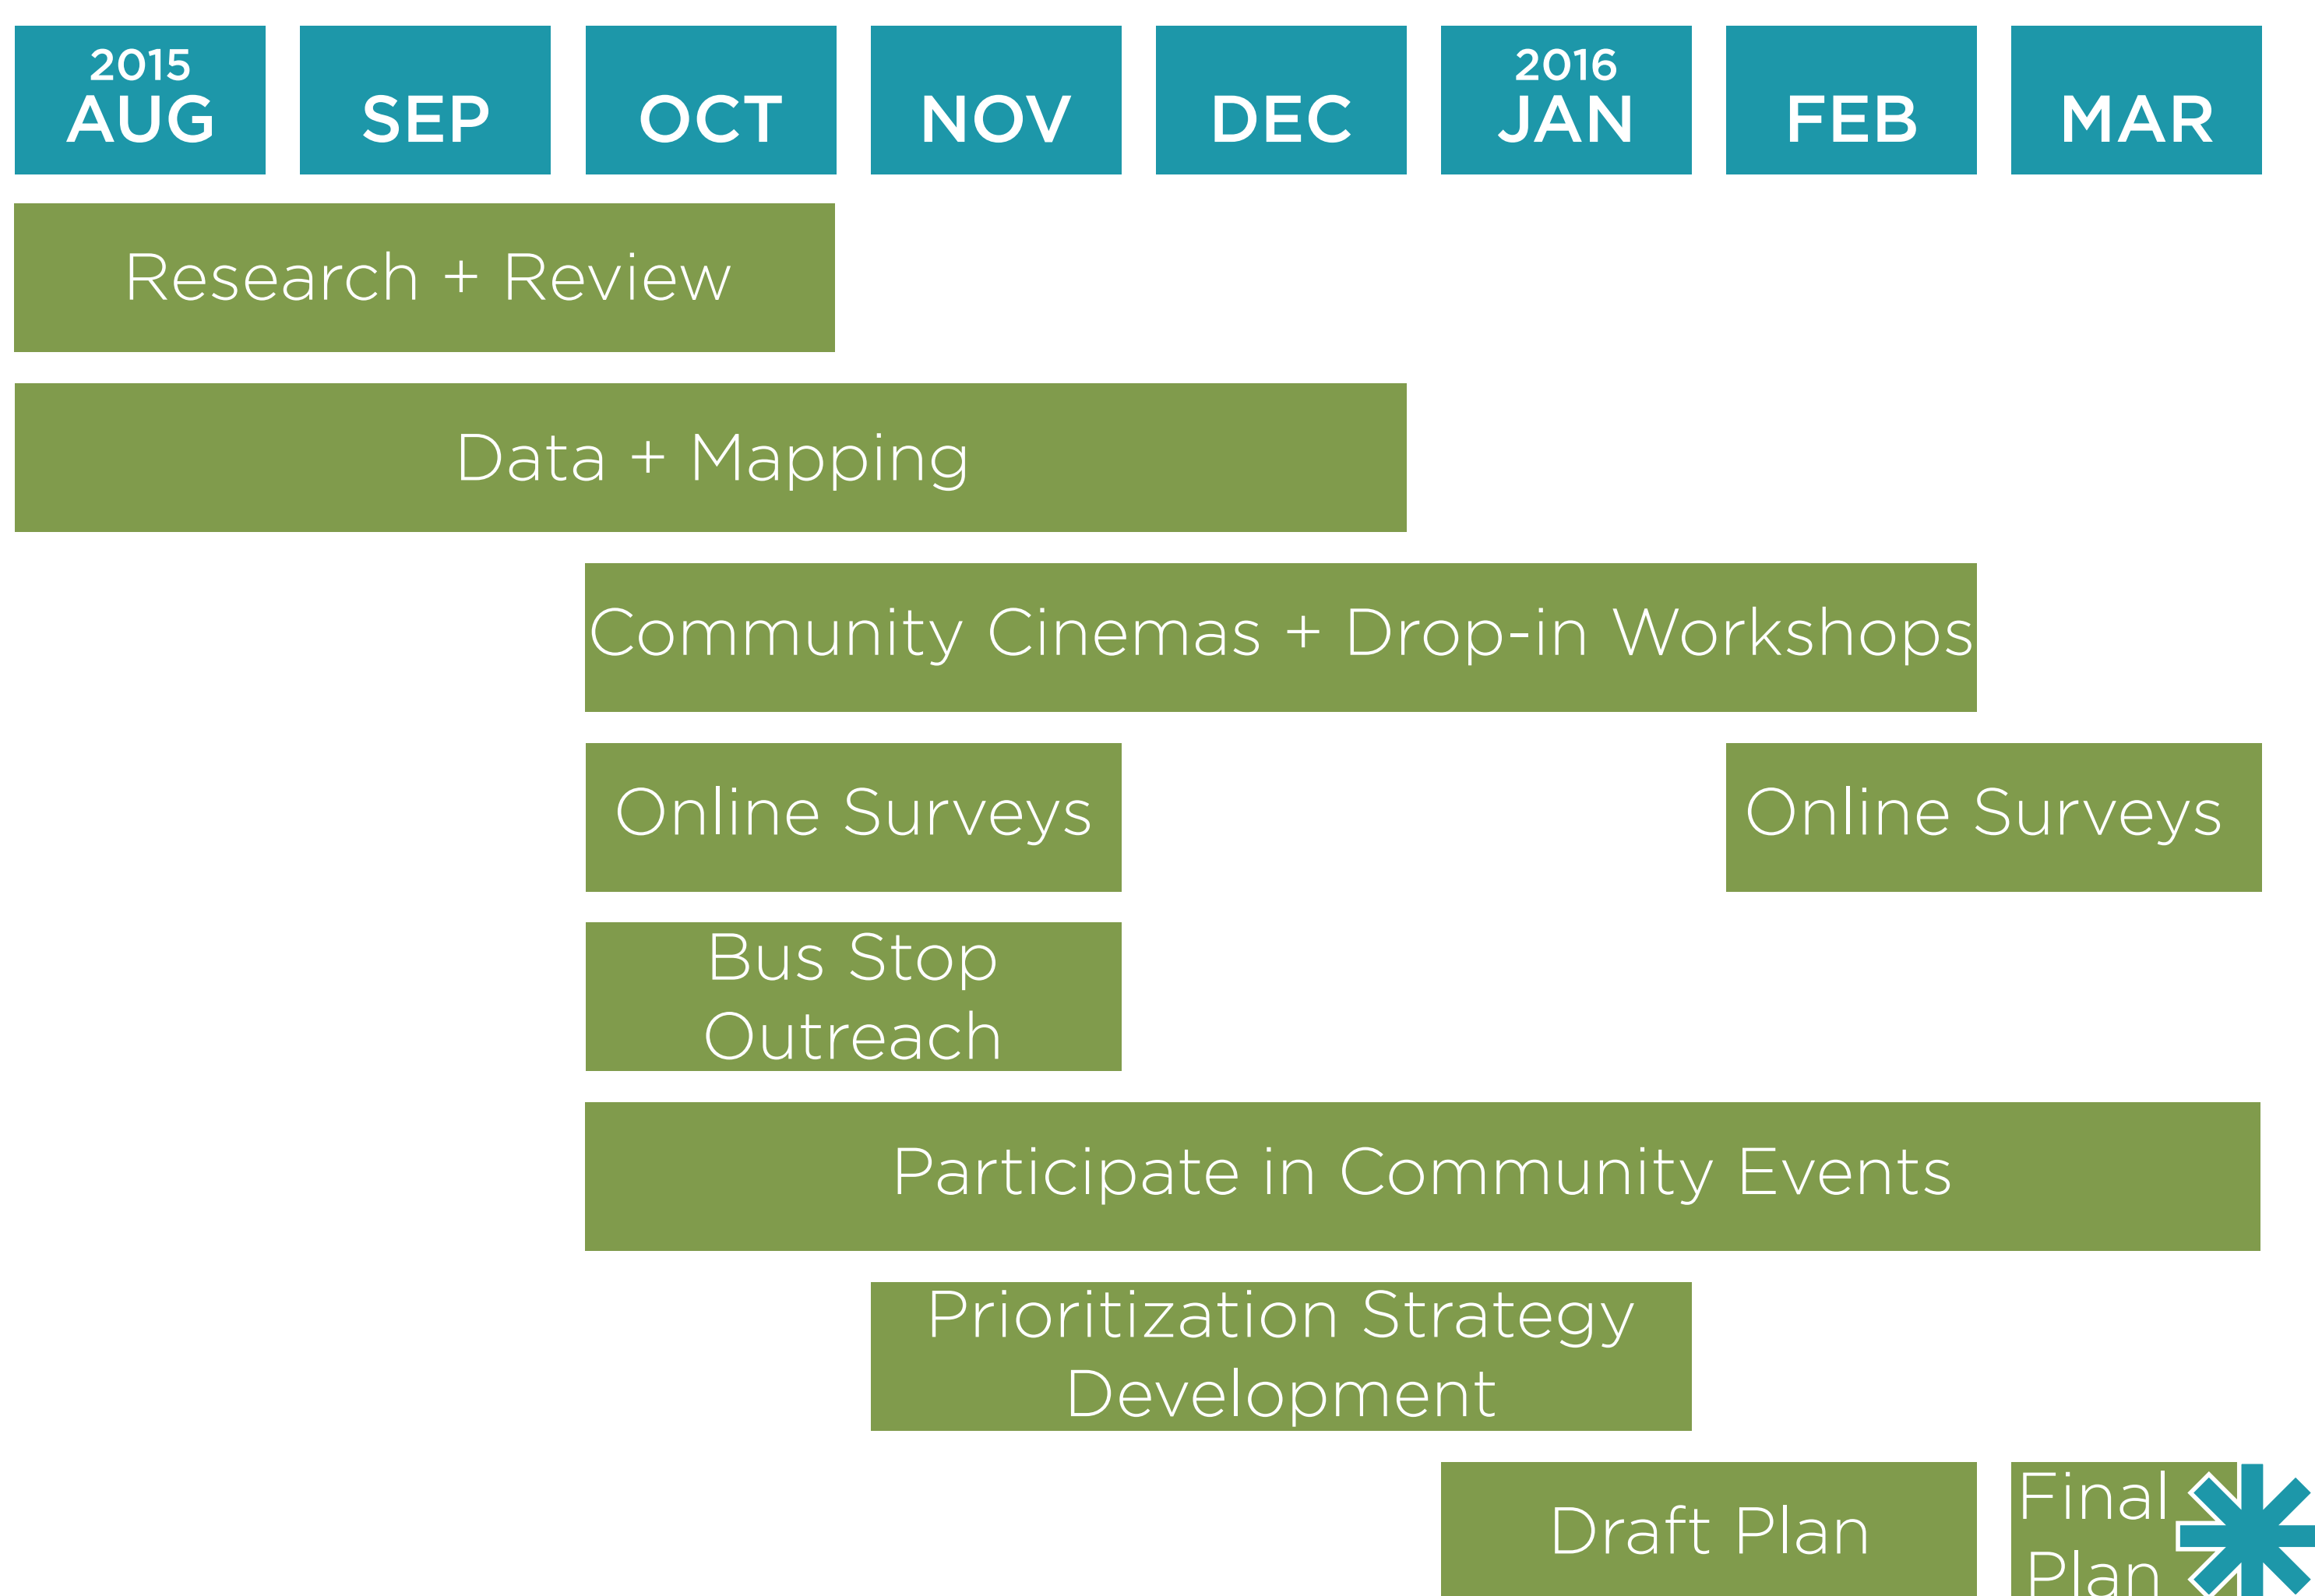 2015
AUG
SEP
OCT
NOV
DEC
2016
JAN
FEB
MAR
Research + Review
Data + Mapping
Community Cinemas + Drop-in Workshops
Online Surveys
Online Surveys
Bus Stop
Outreach
Participate in Community Events
Prioritization Strategy
Development
Draft Plan
Final
Plan